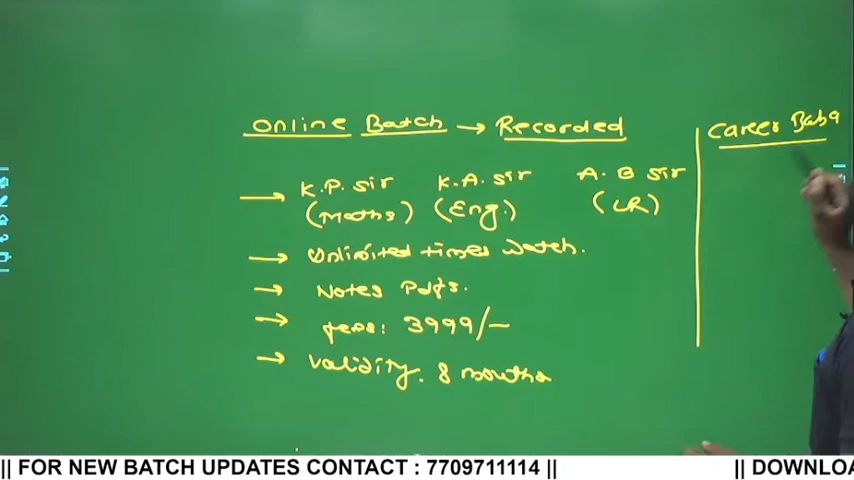 Online Batch → Recorded
Career Baba
→ K.P. Sir K.A. Sir A. B Sir
(Maths) (Eng.) (LR)
→ Unlimited times watch.
→ Notes Pdfs.
→ fees: 3999/-
→ Validity. 8 months
|| FOR NEW BATCH UPDATES CONTACT : 7709711114 || || DOWNLOA